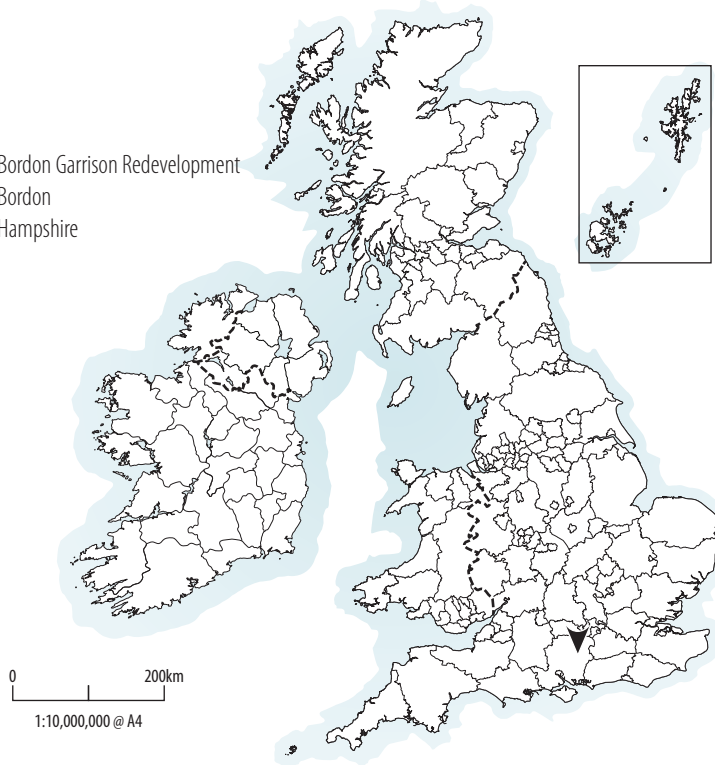 Bordon Garrison Redevelopment
Bordon
Hampshire
0 200km
1:10,000,000 @ A4